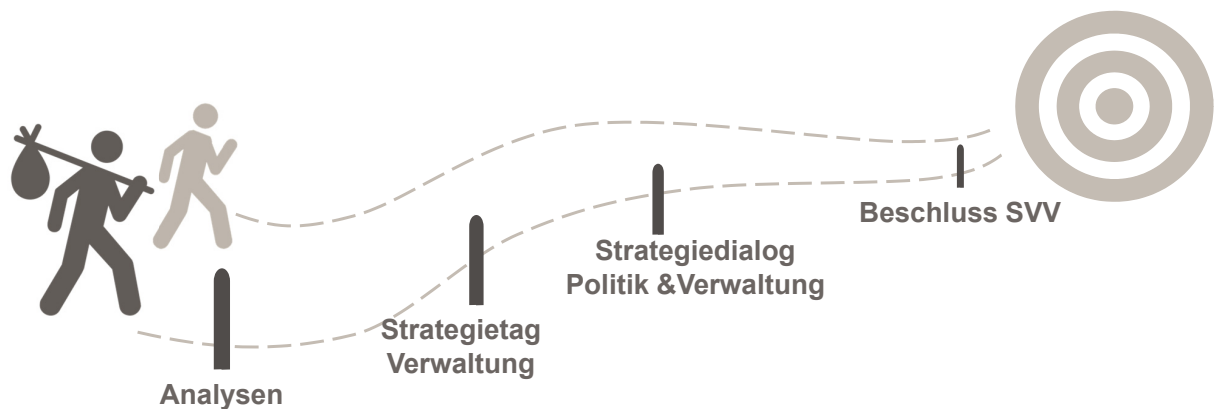 Analysen
Strategietag
Verwaltung
Strategiedialog
Politik &Verwaltung
Beschluss SVV